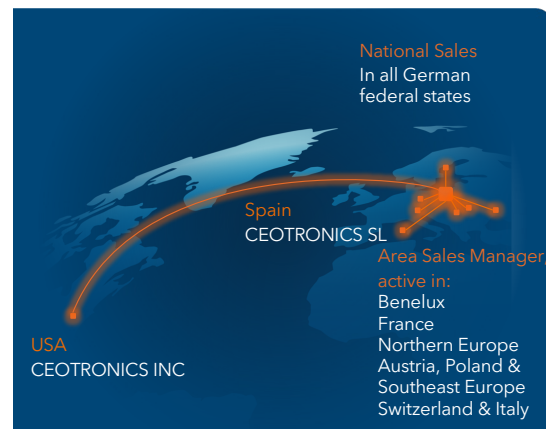 National Sales
In all German
federal states
Spain
CEOTRONICS SL
Area Sales Manager,
active in:
Benelux
France
Northern Europe
Austria, Poland &
Southeast Europe
Switzerland & Italy
USA
CEOTRONICS INC